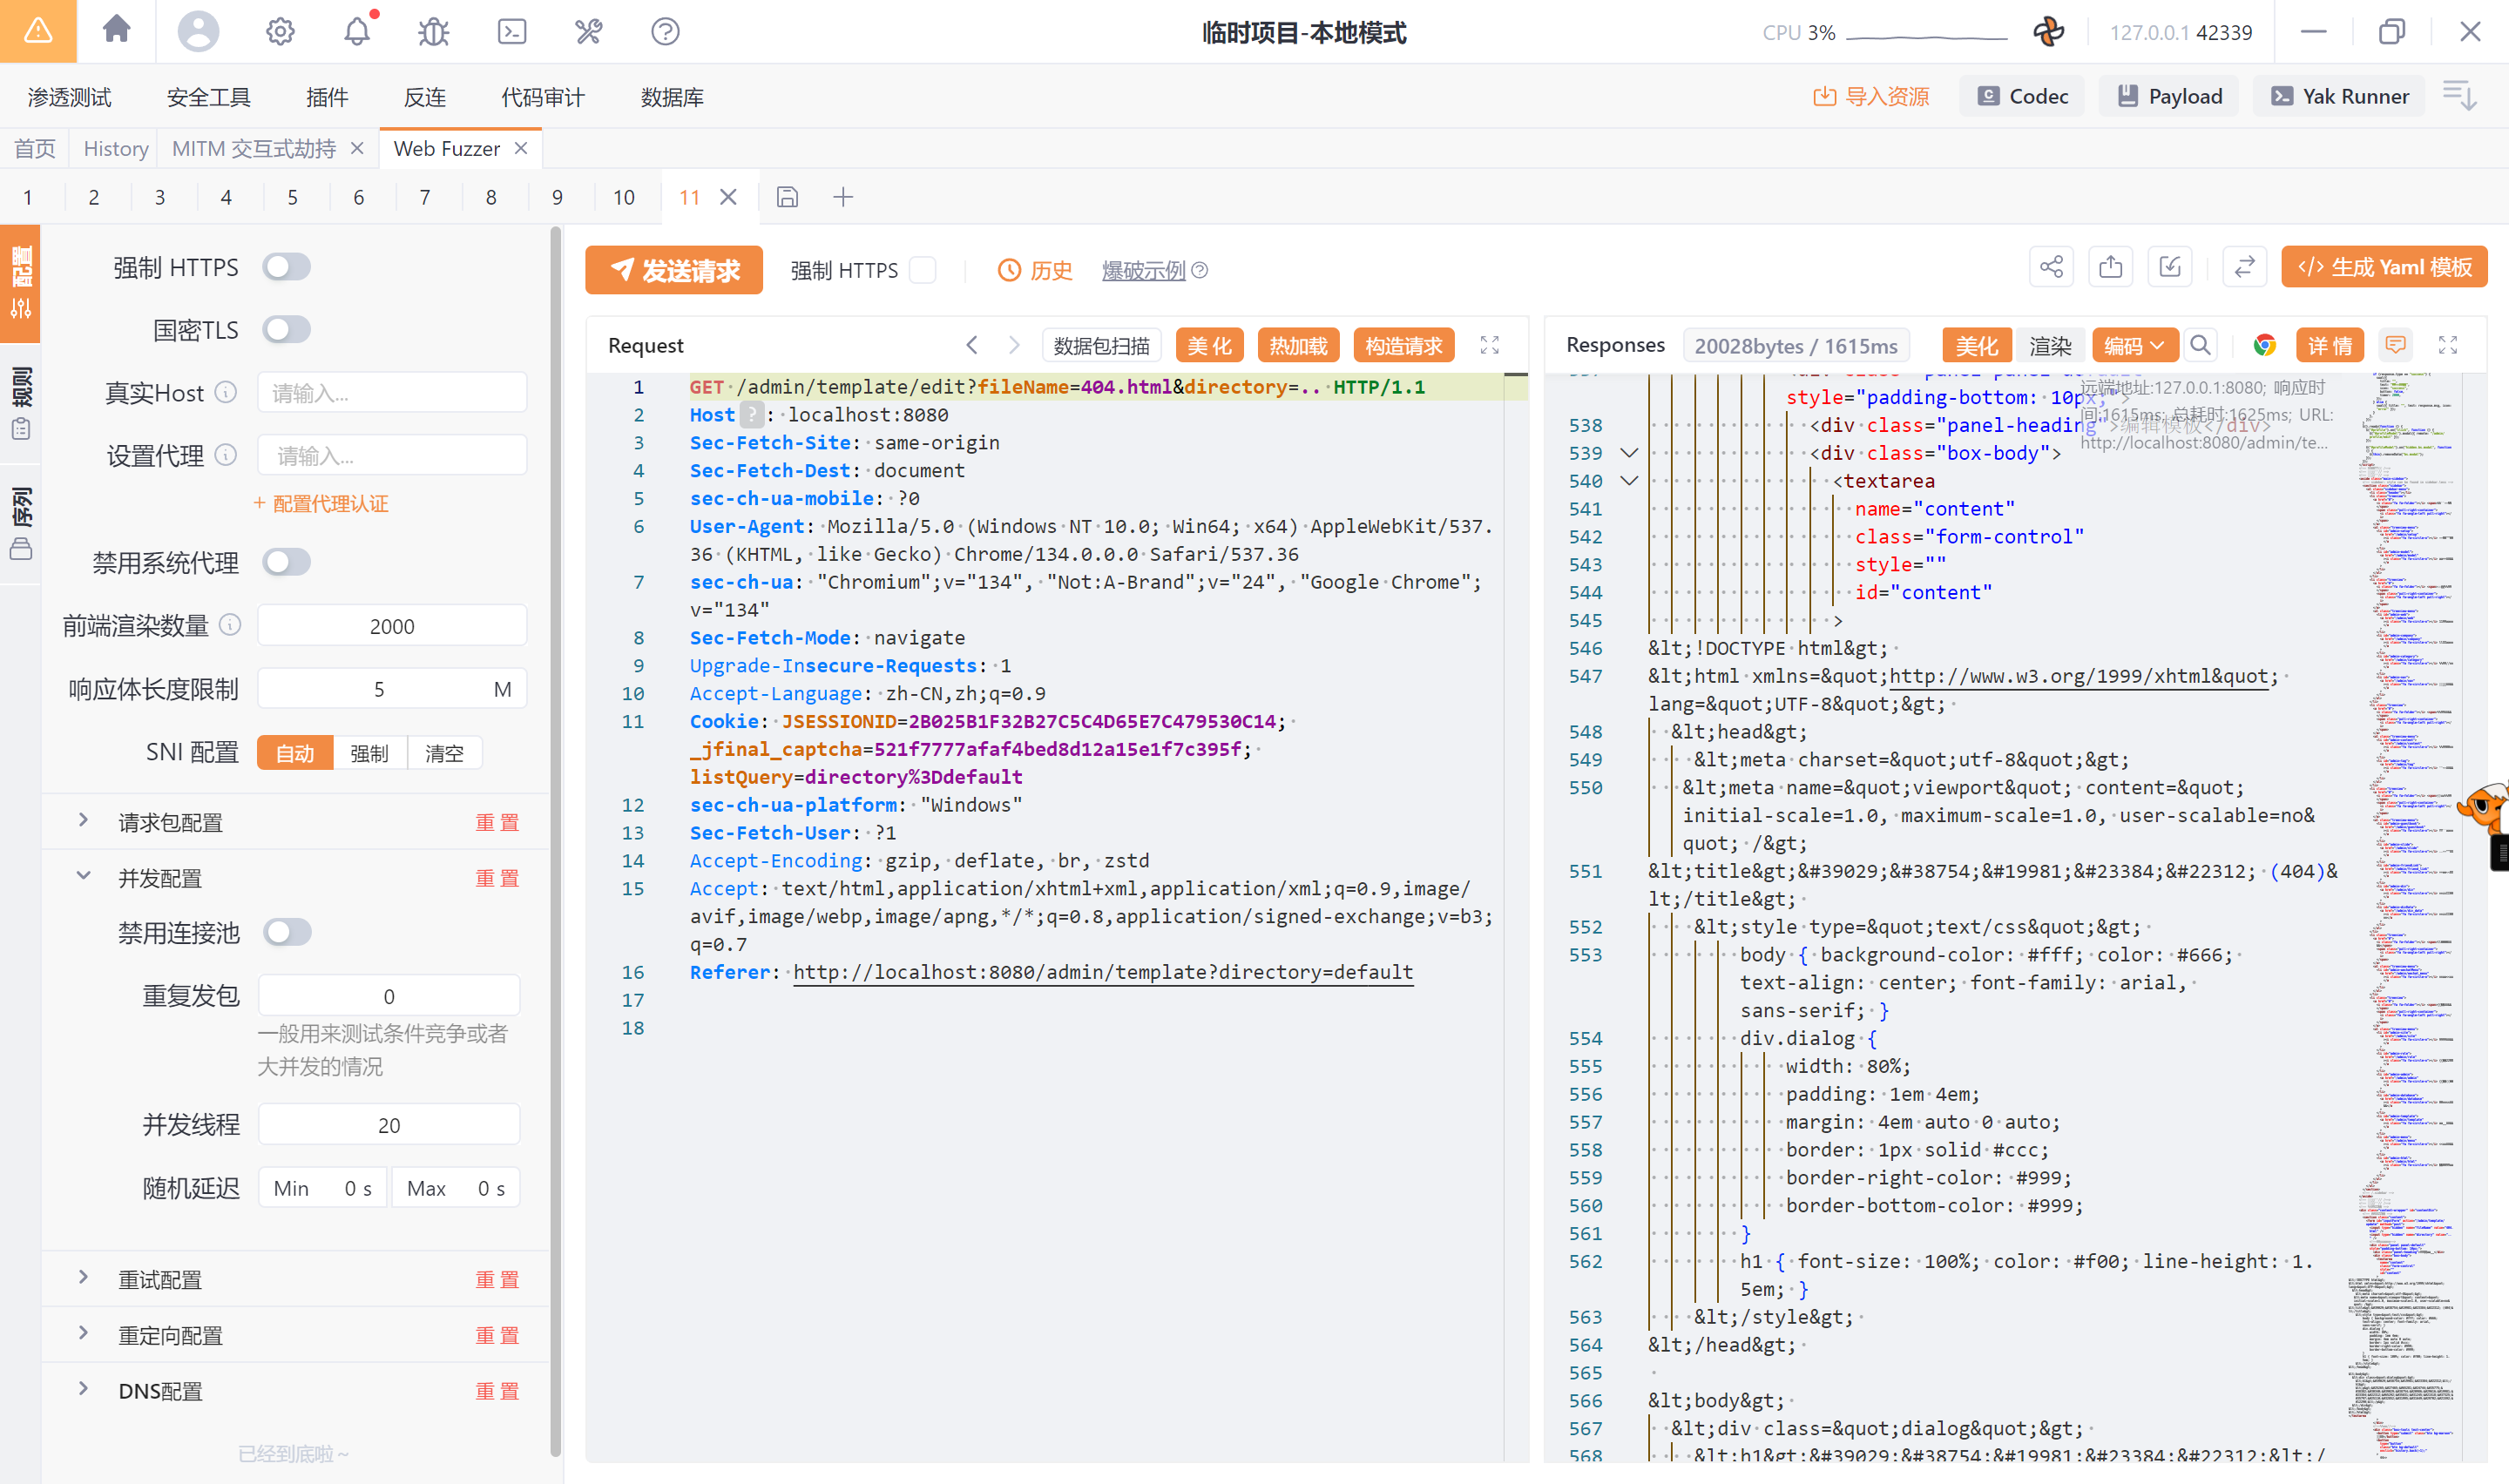 临时项目-本地模式
CPU 3%
127.0.0.1 42339
渗透测试 安全工具 插件 反连 代码审计 数据库
导入资源 Codec Payload Yak Runner
首页 History MITM 交互式劫持 Web Fuzzer
1 2 3 4 5 6 7 8 9 10 11
配置
规则
序列
强制 HTTPS
国密TLS
真实Host 请输入...
设置代理 请输入...
+ 配置代理认证
禁用系统代理
前端渲染数量 2000
响应体长度限制 5 M
SNI 配置 自动 强制 清空
请求包配置 重置
并发配置 重置
禁用连接池
重复发包 0
一般用来测试条件竞争或者
大并发的情况
并发线程 20
随机延迟 Min 0 s Max 0 s
重试配置 重置
重定向配置 重置
DNS配置 重置
已经到底啦～
发送请求 强制 HTTPS 历史 爆破示例
生成 Yaml 模板
Request 数据包扫描 美化 热加载 构造请求
1 GET /admin/template/edit?fileName=404.html&directory=.. HTTP/1.1
2 Host ? : localhost:8080
3 Sec-Fetch-Site: same-origin
4 Sec-Fetch-Dest: document
5 sec-ch-ua-mobile: ?0
6 User-Agent: Mozilla/5.0 (Windows NT 10.0; Win64; x64) AppleWebKit/537.
36 (KHTML, like Gecko) Chrome/134.0.0.0 Safari/537.36
7 sec-ch-ua: "Chromium";v="134", "Not:A-Brand";v="24", "Google Chrome";
v="134"
8 Sec-Fetch-Mode: navigate
9 Upgrade-Insecure-Requests: 1
10 Accept-Language: zh-CN,zh;q=0.9
11 Cookie: JSESSIONID=2B025B1F32B27C5C4D65E7C479530C14;
_jfinal_captcha=521f7777afaf4bed8d12a15e1f7c395f;
listQuery=directory%3Ddefault
12 sec-ch-ua-platform: "Windows"
13 Sec-Fetch-User: ?1
14 Accept-Encoding: gzip, deflate, br, zstd
15 Accept: text/html,application/xhtml+xml,application/xml;q=0.9,image/
avif,image/webp,image/apng,*/*;q=0.8,application/signed-exchange;v=b3;
q=0.7
16 Referer: http://localhost:8080/admin/template?directory=default
17
18
Responses 20028bytes / 1615ms 美化 渲染 编码 详情
远端地址:127.0.0.1:8080; 响应时
间:1615ms; 总耗时:1625ms; URL:
http://localhost:8080/admin/te...
style="padding-bottom: 10px;">
538 <div class="panel-heading">编辑模板</div>
539 <div class="box-body">
540 <textarea
541 name="content"
542 class="form-control"
543 style=""
544 id="content"
545 >
546 &lt;!DOCTYPE html&gt;
547 &lt;html xmlns=&quot;http://www.w3.org/1999/xhtml&quot;
lang=&quot;UTF-8&quot;&gt;
548 &lt;head&gt;
549 &lt;meta charset=&quot;utf-8&quot;&gt;
550 &lt;meta name=&quot;viewport&quot; content=&quot;
initial-scale=1.0, maximum-scale=1.0, user-scalable=no&
quot; /&gt;
551 &lt;title&gt;&#39029;&#38754;&#19981;&#23384;&#22312; (404)&
lt;/title&gt;
552 &lt;style type=&quot;text/css&quot;&gt;
553 body { background-color: #fff; color: #666;
text-align: center; font-family: arial,
sans-serif; }
554 div.dialog {
555 width: 80%;
556 padding: 1em 4em;
557 margin: 4em auto 0 auto;
558 border: 1px solid #ccc;
559 border-right-color: #999;
560 border-bottom-color: #999;
561 }
562 h1 { font-size: 100%; color: #f00; line-height: 1.
5em; }
563 &lt;/style&gt;
564 &lt;/head&gt;
565
566 &lt;body&gt;
567 &lt;div class=&quot;dialog&quot;&gt;
568 &lt;h1&gt;&#39029;&#38754;&#19981;&#23384;&#22312;&lt;/